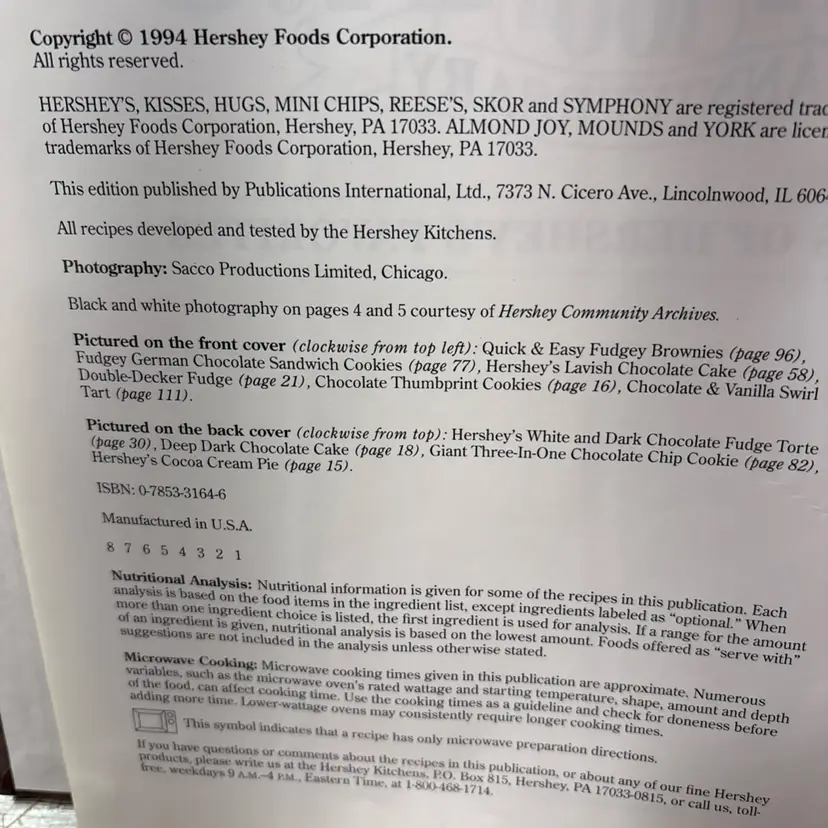 Copyright © 1994 Hershey Foods Corporation.
All rights reserved.
HERSHEY'S, KISSES, HUGS, MINI CHIPS, REESE'S, SKOR and SYMPHONY are registered
of Hershey Foods Corporation, Hershey, PA 17033. ALMOND JOY, MOUNDS and YORK are
trademarks of Hershey Foods Corporation, Hershey, PA 17033.
This edition published by Publications International, Ltd., 7373 N. Cicero Ave., Lincolnwood, IL
All recipes developed and tested by the Hershey Kitchens.
Photography: Sacco Productions Limited, Chicago.
Black and white photography on pages 4 and 5 courtesy of Hershey Community Archives.
Pictured on the front cover (clockwise from top left): Quick & Easy Fudgey Brownies (page 96),
Fudgey German Chocolate Sandwich Cookies (page 77), Hershey's Lavish Chocolate Cake (page 58),
Double-Decker Fudge (page 21), Chocolate Thumbprint Cookies (page 16), Chocolate & Vanilla Swirl
Tart (page 111).
Pictured on the back cover (clockwise from top): Hershey's White and Dark Chocolate Fudge Torte
(page 30), Deep Dark Chocolate Cake (page 18), Giant Three-In-One Chocolate Chip Cookie (page 82),
Hershey's Cocoa Cream Pie (page 15).
ISBN: 0-7853-3164-6
Manufactured in U.S.A.
8 7 6 5 4 3 2 1
Nutritional Analysis: Nutritional information is given for some of the recipes in this publication. Each
analysis is based on the food items in the ingredient list, except ingredients labeled as "optional." When
more than one ingredient choice is listed, the first ingredient is used for analysis. If a range for the amount
of an ingredient is given, nutritional analysis is based on the lowest amount. Foods offered as "serve with"
suggestions are not included in the analysis unless otherwise stated.
Microwave Cooking: Microwave cooking times given in this publication are approximate. Numerous
variables, such as the microwave oven's rated wattage and starting temperature, shape, amount and depth
of the food, can affect cooking time. Use the cooking times as a guideline and check for doneness before
adding more time. Lower-wattage ovens may consistently require longer cooking times.
This symbol indicates that a recipe has only microwave preparation directions.
If you have questions or comments about the recipes in this publication, or about any of our fine Hershey
products, please write us at the Hershey Kitchens, P.O. Box 815, Hershey, PA 17033-0815, or call us, toll-
free, weekdays 9 A.M.–4 P.M., Eastern Time, at 1-800-468-1714.